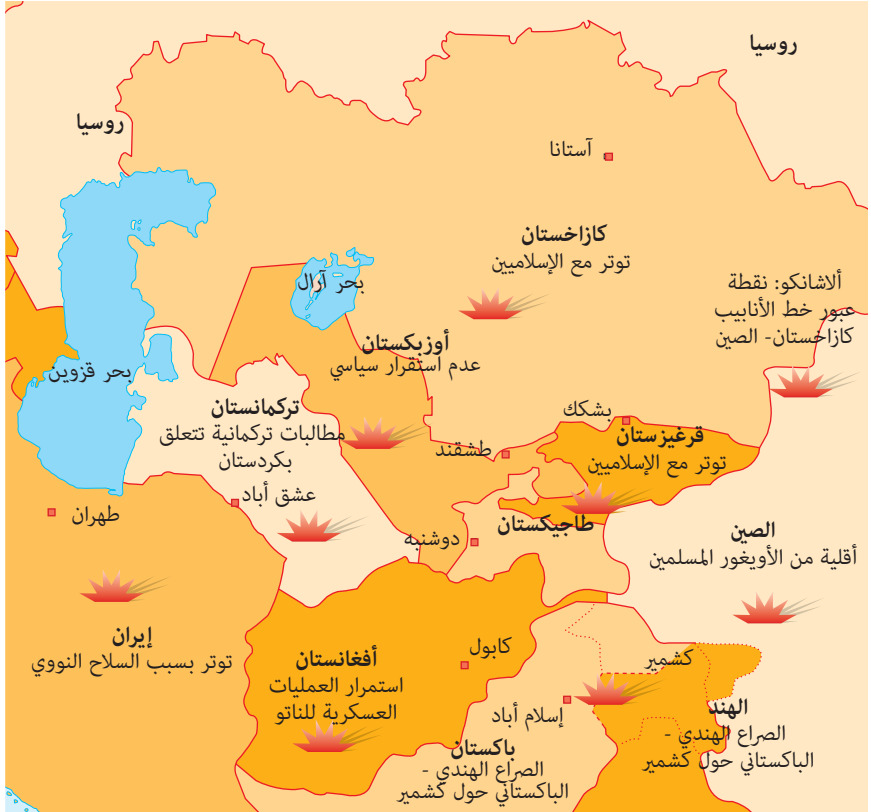 روسيا
روسيا
آستانا
كازاخستان
توتر مع الإسلاميين
ألاشانكو: نقطة
عبور خط الأنابيب
كازاخستان- الصين
بحر آرال
أوزبكستان
عدم استقرار سياسي
بحر قزوين
تركمانستان
مطالبات تركمانية تتعلق
بكردستان
بشكك
قرغيزستان
توتر مع الإسلاميين
طشقند
عشق أباد
طهران
طاجيكستان
دوشنبه
الصين
أقلية من الأويغور المسلمين
إيران
توتر بسبب السلاح النووي
أفغانستان
استمرار العمليات
العسكرية للناتو
كابول
كشمير
إسلام أباد
الهند
الصراع الهندي -
الباكستاني حول كشمير
باكستان
الصراع الهندي -
الباكستاني حول كشمير